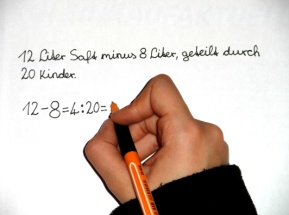 12 Liter Saft minus 8 Liter, geteilt durch
20 Kinder.
12-8=4:20=